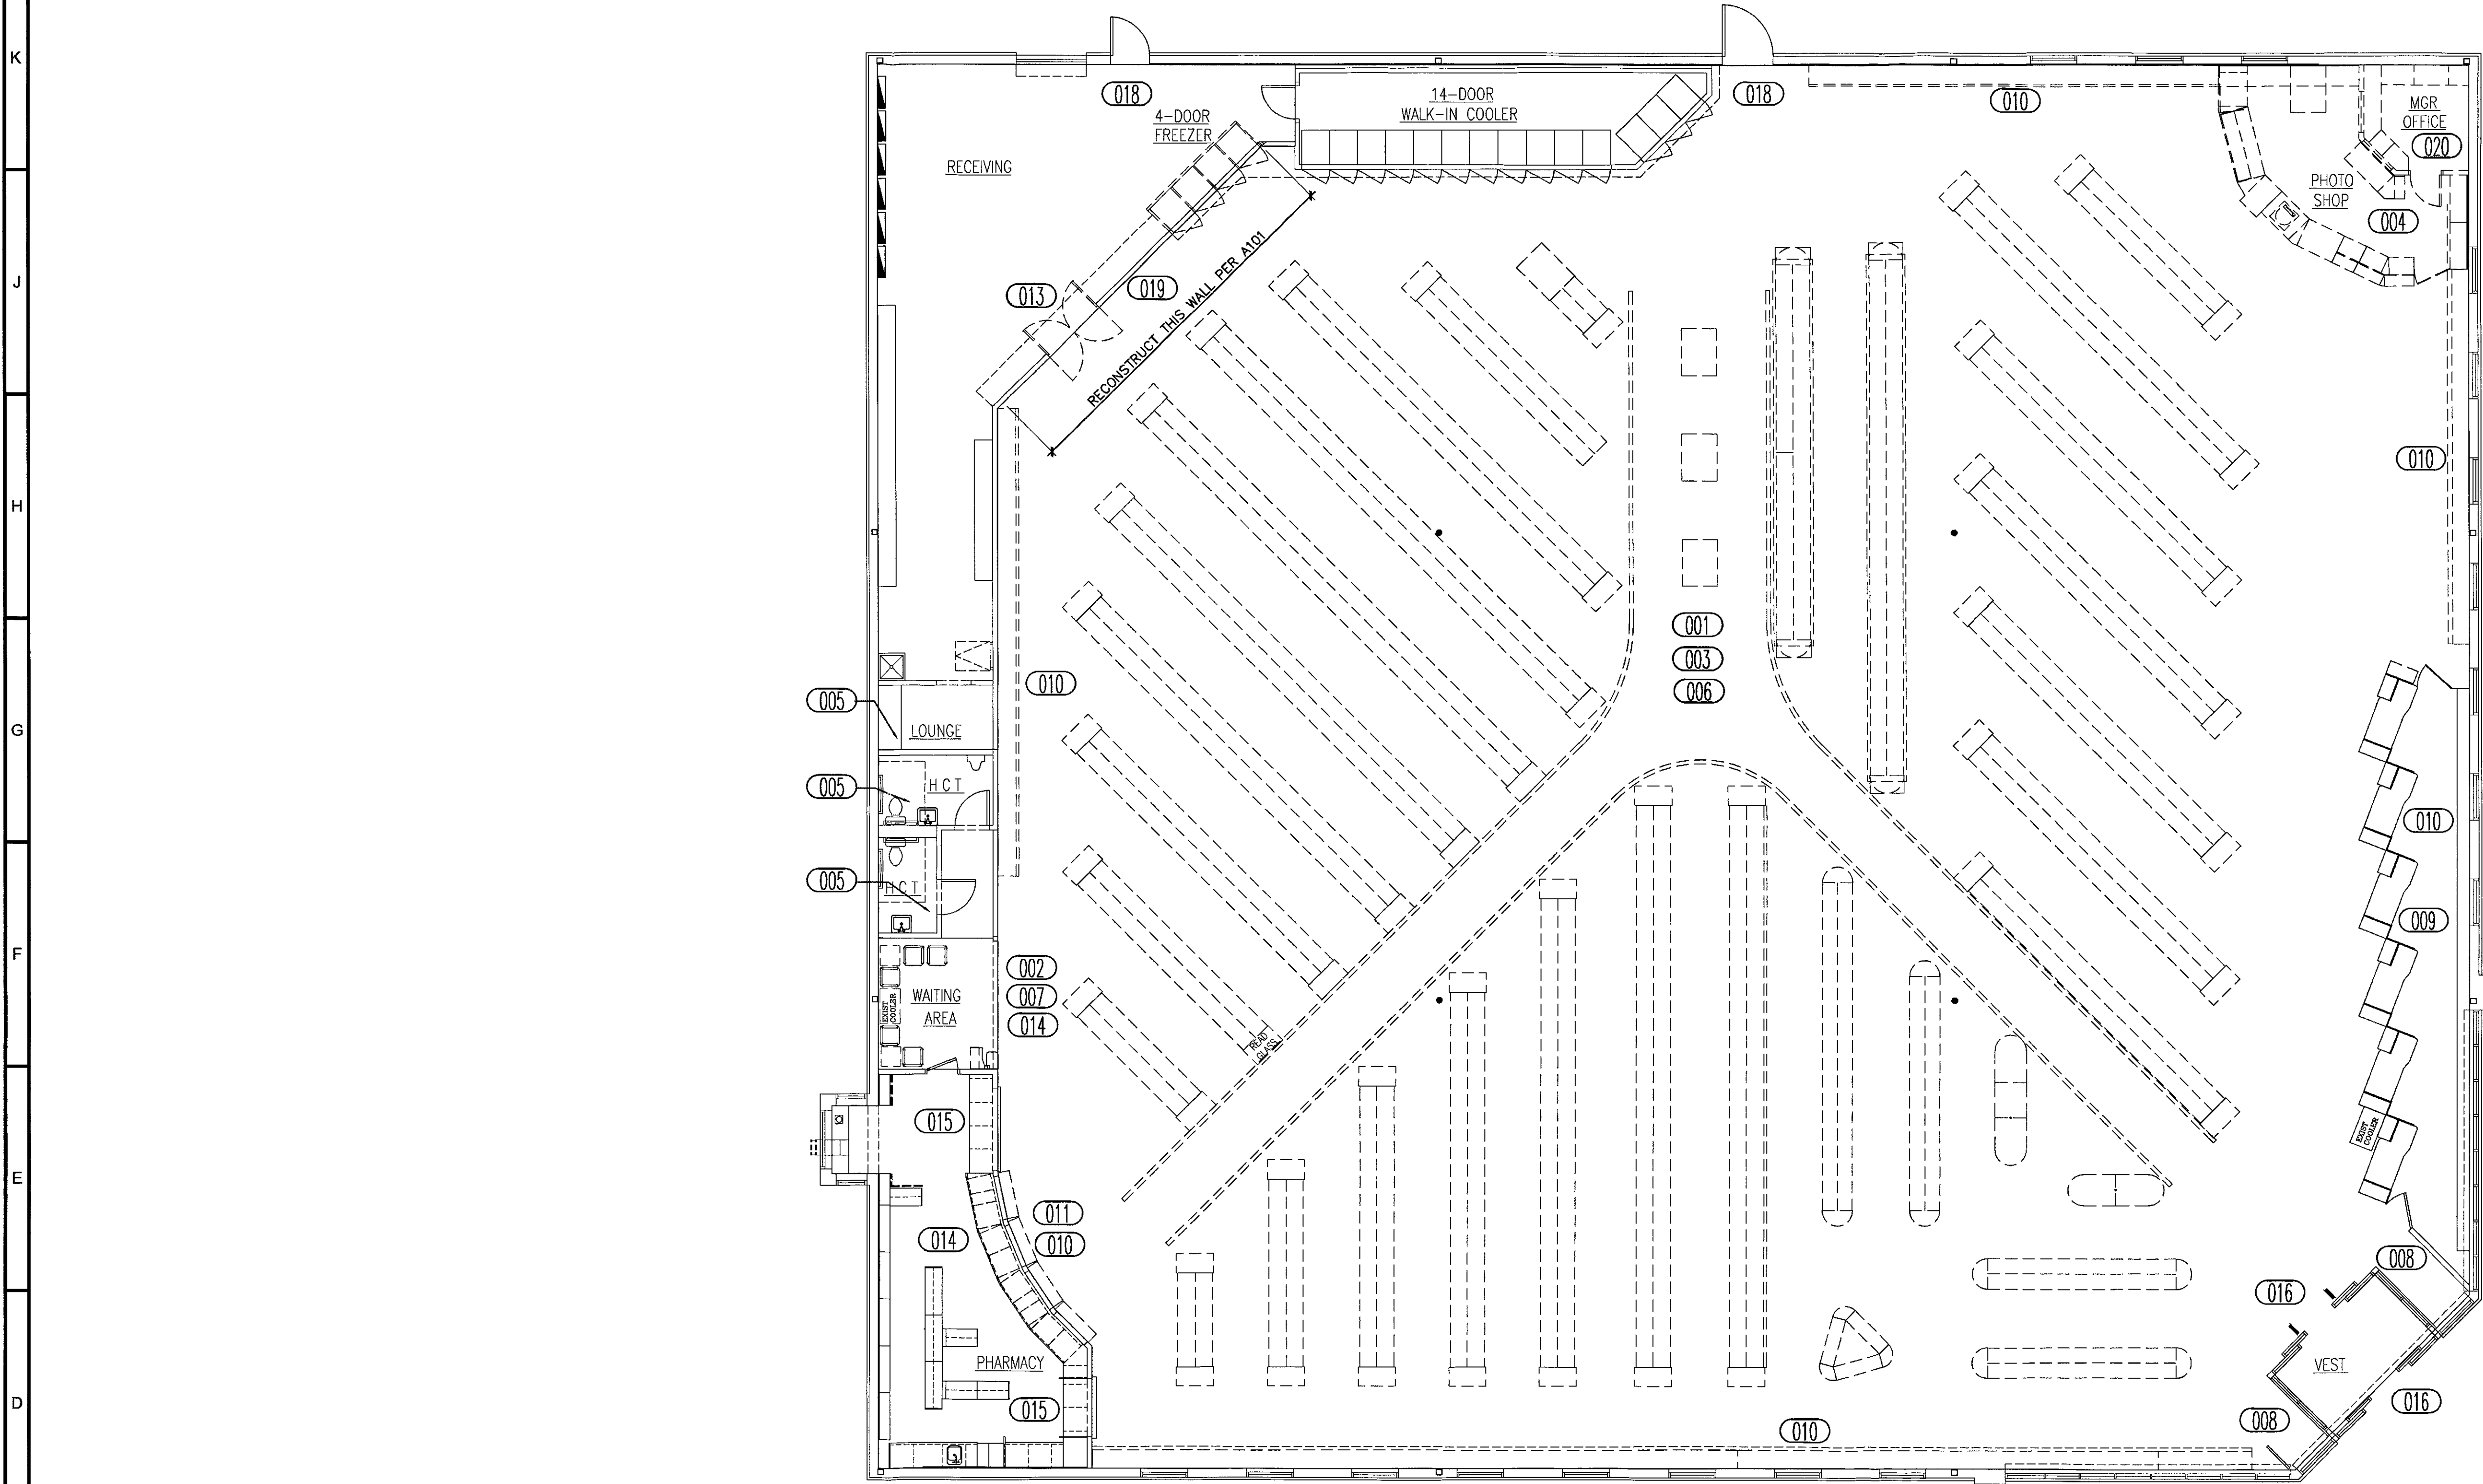 K
018
14-DOOR
WALK-IN COOLER
018
010
MGR
OFFICE
020
4-DOOR
FREEZER
RECEIVING
PHOTO
SHOP
004
J
013
019
RECONSTRUCT THIS WALL PER A101
010
H
001
003
006
010
005
LOUNGE
G
005
H C T
010
005
H C T
009
F
002
007
014
WAITING
AREA
EXIST
COOLER
READ
GLASS
015
EXIST
COOLER
E
011
010
014
008
016
PHARMACY
VEST
015
016
D
008
010